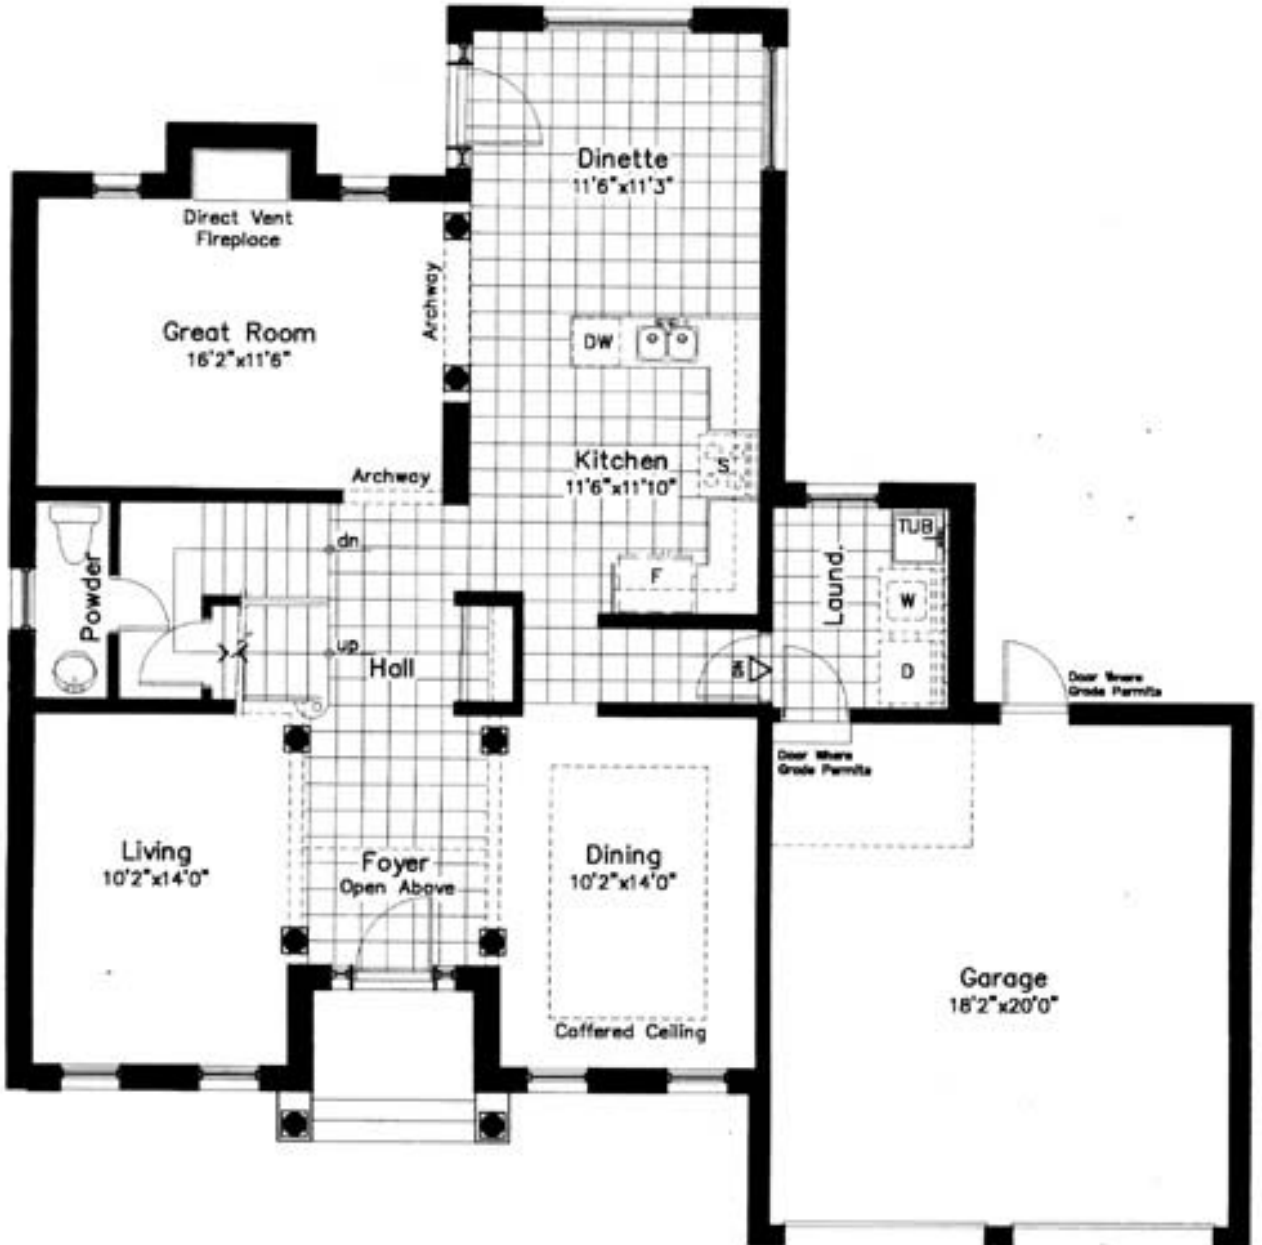 Dinette
11'6"x11'3"
Direct Vent
Fireplace
Archway
Great Room
16'2"x11'6"
DW
Kitchen
11'6"x11'10"
S
Archway
TUB
dn
Laund.
Powder
F
W
up
Hall
DN
D
Door Where
Grade Permits
Door Where
Grade Permits
Living
10'2"x14'0"
Foyer
Open Above
Dining
10'2"x14'0"
Garage
18'2"x20'0"
Coffered Ceiling